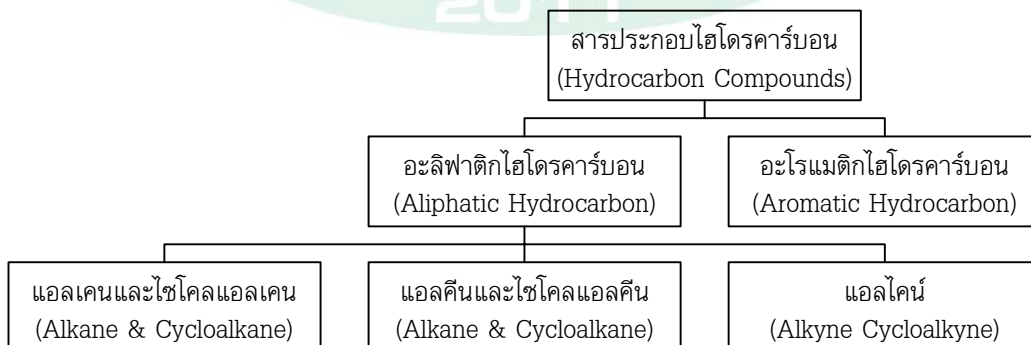 2011
สารประกอบไฮโดรคาร์บอน
(Hydrocarbon Compounds)
อะลิฟาติกไฮโดรคาร์บอน
(Aliphatic Hydrocarbon)
อะโรแมติกไฮโดรคาร์บอน
(Aromatic Hydrocarbon)
แอลเคนและไซโคลแอลเคน
(Alkane & Cycloalkane)
แอลคีนและไซโคลแอลคีน
(Alkane & Cycloalkane)
แอลไคน์
(Alkyne Cycloalkyne)